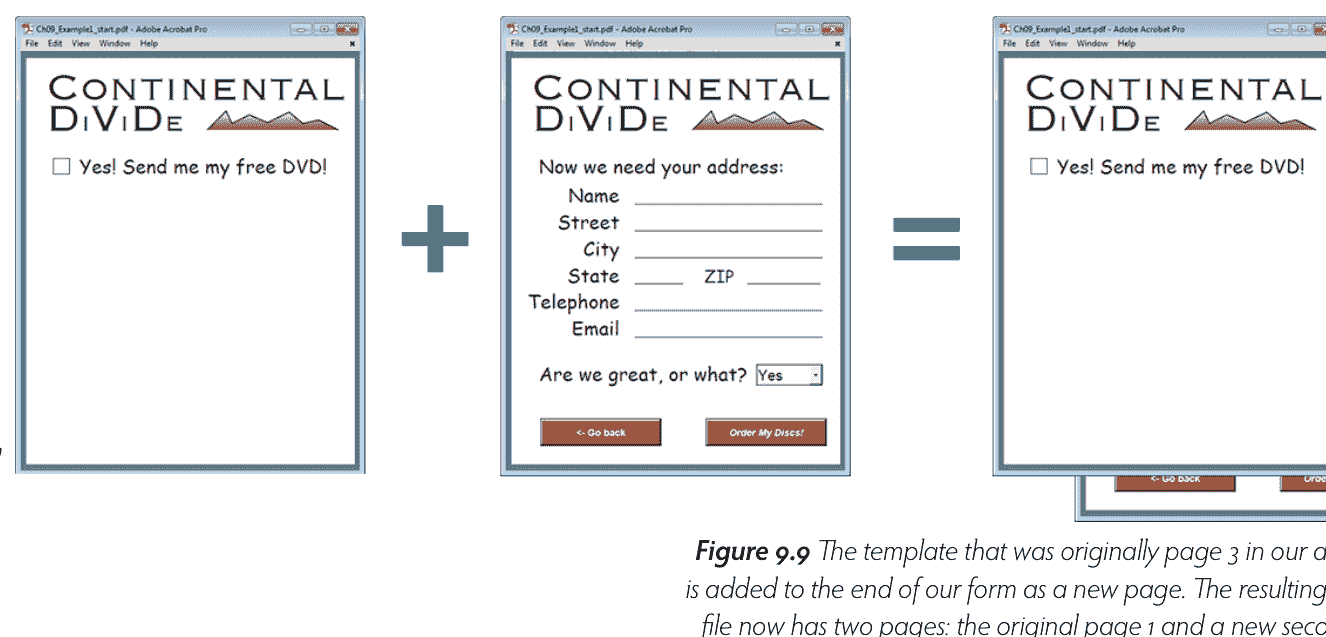 Ch09_Example1_start.pdf - Adobe Acrobat Pro
File Edit View Window Help
CONTINENTAL
DiViDe
Yes! Send me my free DVD!
Ch09_Example1_start.pdf - Adobe Acrobat Pro
File Edit View Window Help
CONTINENTAL
DiViDe
Now we need your address:
Name
Street
City
State ZIP
Telephone
Email
Are we great, or what? Yes
<- Go back Order My Discs!
Ch09_Example1_start.pdf - Adobe Acrobat Pro
File Edit View Window Help
CONTINENTAL
DiViDe
Yes! Send me my free DVD!
<- Go back
Figure 9.9 The template that was originally page 3 in our
is added to the end of our form as a new page. The resulting
file now has two pages: the original page 1 and a new